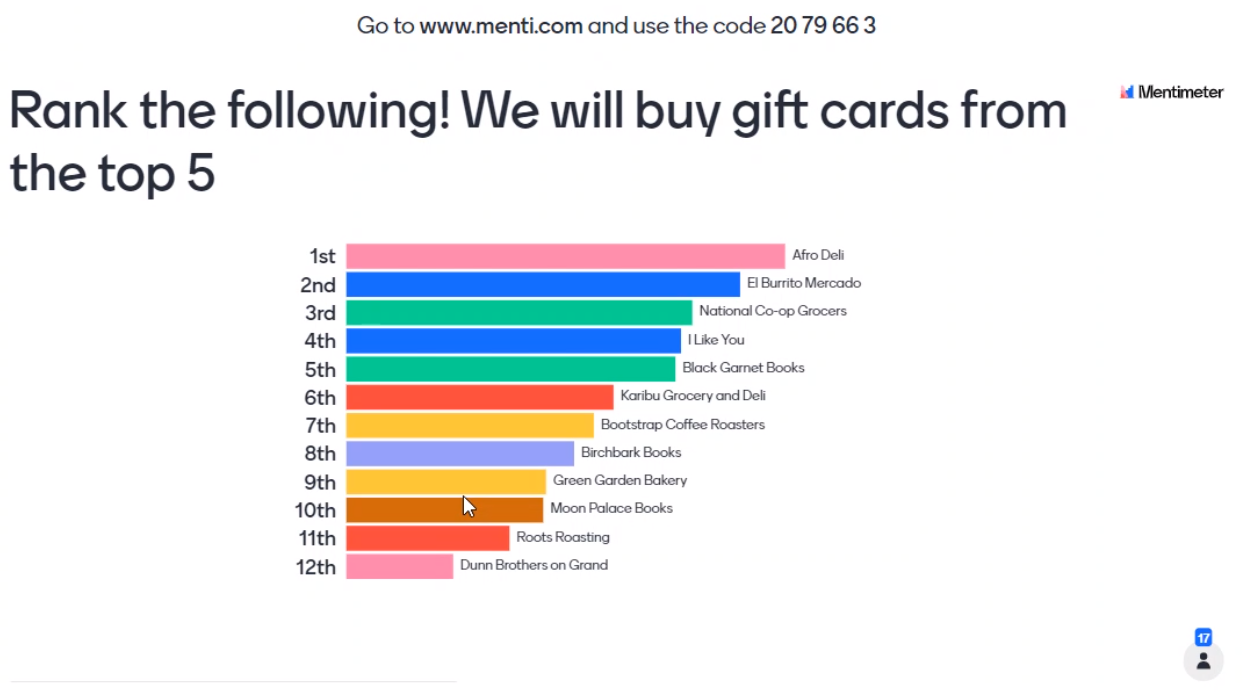 Go to www.menti.com and use the code 20 79 66 3
Mentimeter
Rank the following! We will buy gift cards from
the top 5
1st Afro Deli
2nd El Burrito Mercado
3rd National Co-op Grocers
4th I Like You
5th Black Garnet Books
6th Karibu Grocery and Deli
7th Bootstrap Coffee Roasters
8th Birchbark Books
9th Green Garden Bakery
10th Moon Palace Books
11th Roots Roasting
12th Dunn Brothers on Grand
17